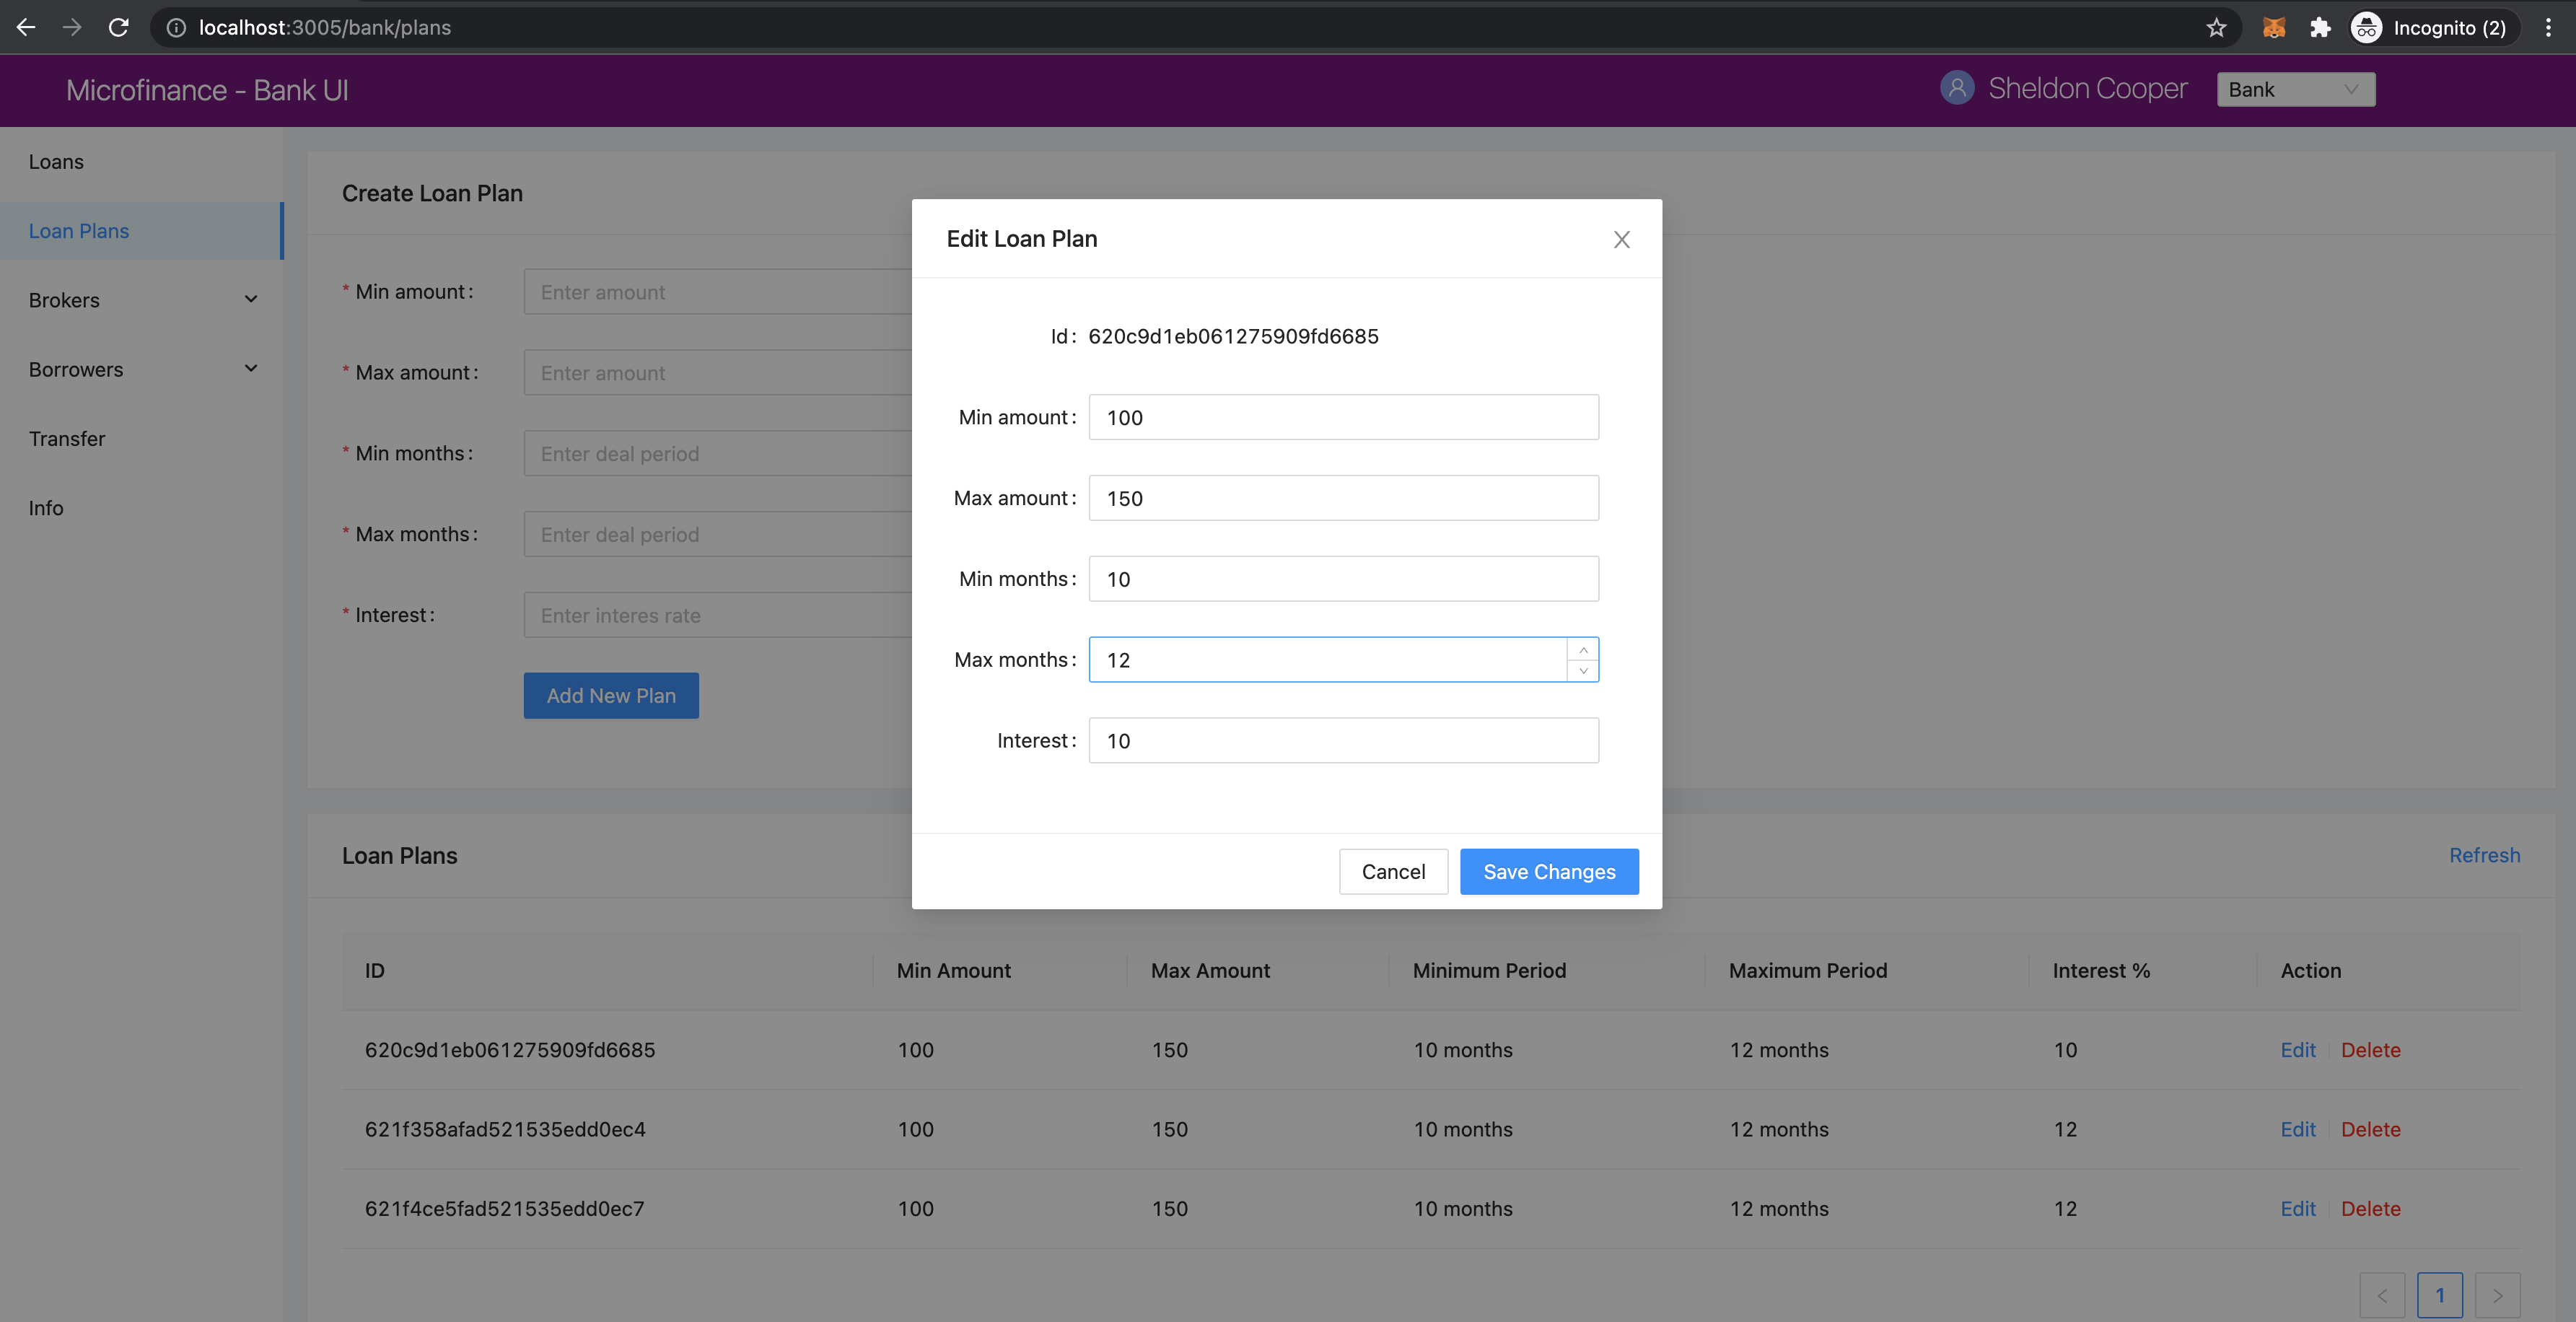 localhost:3005/bank/plans
Incognito (2)
Microfinance - Bank UI
Sheldon Cooper
Bank
Loans
Loan Plans
Brokers
Borrowers
Transfer
Info
Create Loan Plan
* Min amount:
Enter amount
* Max amount:
Enter amount
* Min months:
Enter deal period
* Max months:
Enter deal period
* Interest:
Enter interes rate
Add New Plan
Edit Loan Plan
Id: 620c9d1eb061275909fd6685
Min amount: 100
Max amount: 150
Min months: 10
Max months: 12
Interest: 10
Cancel Save Changes
Loan Plans
Refresh
ID Min Amount Max Amount Minimum Period Maximum Period Interest % Action
620c9d1eb061275909fd6685 100 150 10 months 12 months 10 Edit Delete
621f358afad521535edd0ec4 100 150 10 months 12 months 12 Edit Delete
621f4ce5fad521535edd0ec7 100 150 10 months 12 months 12 Edit Delete
< 1 >